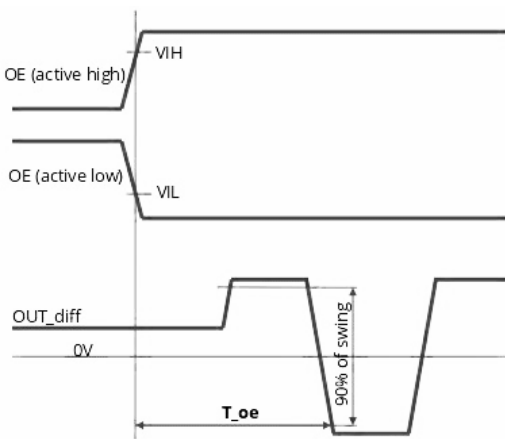 VIH
OE (active high)
OE (active low)
VIL
OUT_diff
0V
90% of swing
T_oe